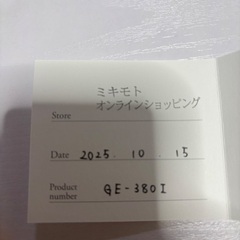 ミキモト
オンラインショッピング
Store
Date 2025. 10. 15
Product
number GE-380I